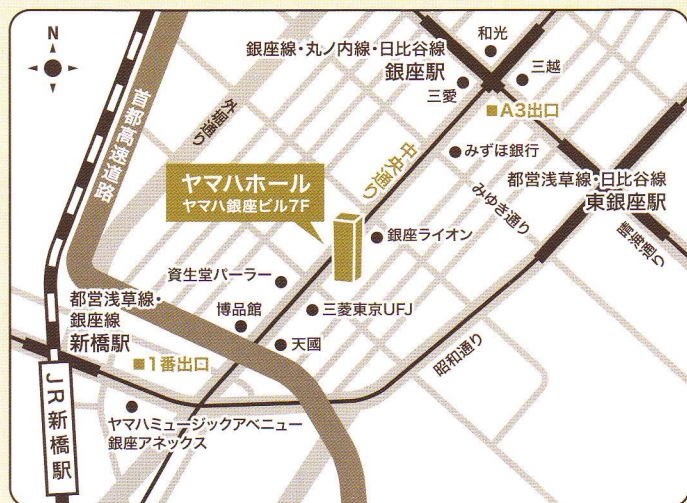 N
和光
銀座線・丸ノ内線・日比谷線
銀座駅
三越
三愛
■A3出口
首都高速道路
外堀通り
中央通り
みずほ銀行
都営浅草線・日比谷線
東銀座駅
ヤマハホール
ヤマハ銀座ビル7F
みゆき通り
晴海通り
銀座ライオン
資生堂パーラー
都営浅草線・
銀座線
新橋駅
博品館
三菱東京UFJ
天國
昭和通り
■1番出口
JR新橋駅
ヤマハミュージックアベニュー
銀座アネックス